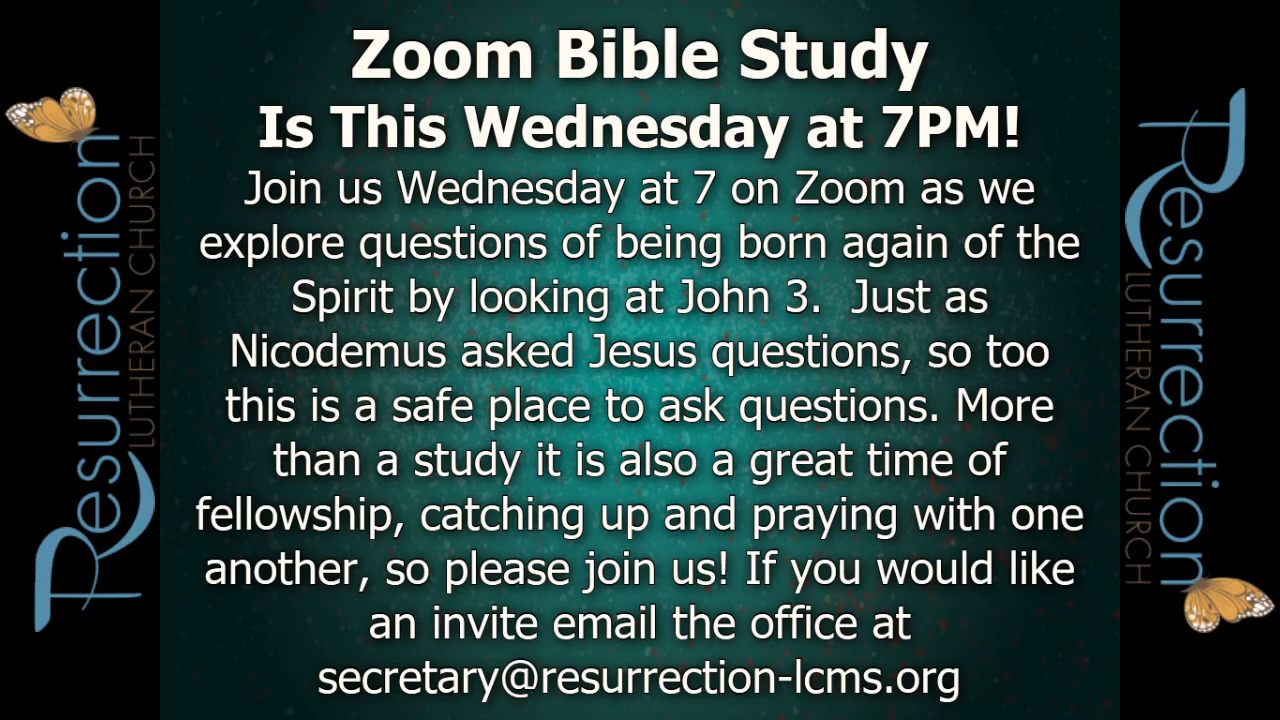 Zoom Bible Study
Is This Wednesday at 7PM!
Join us Wednesday at 7 on Zoom as we
explore questions of being born again of the
Spirit by looking at John 3.  Just as
Nicodemus asked Jesus questions, so too
this is a safe place to ask questions. More
than a study it is also a great time of
fellowship, catching up and praying with one
another, so please join us! If you would like
an invite email the office at
secretary@resurrection-lcms.org
Resurrection
LUTHERAN CHURCH
Resurrection
LUTHERAN CHURCH